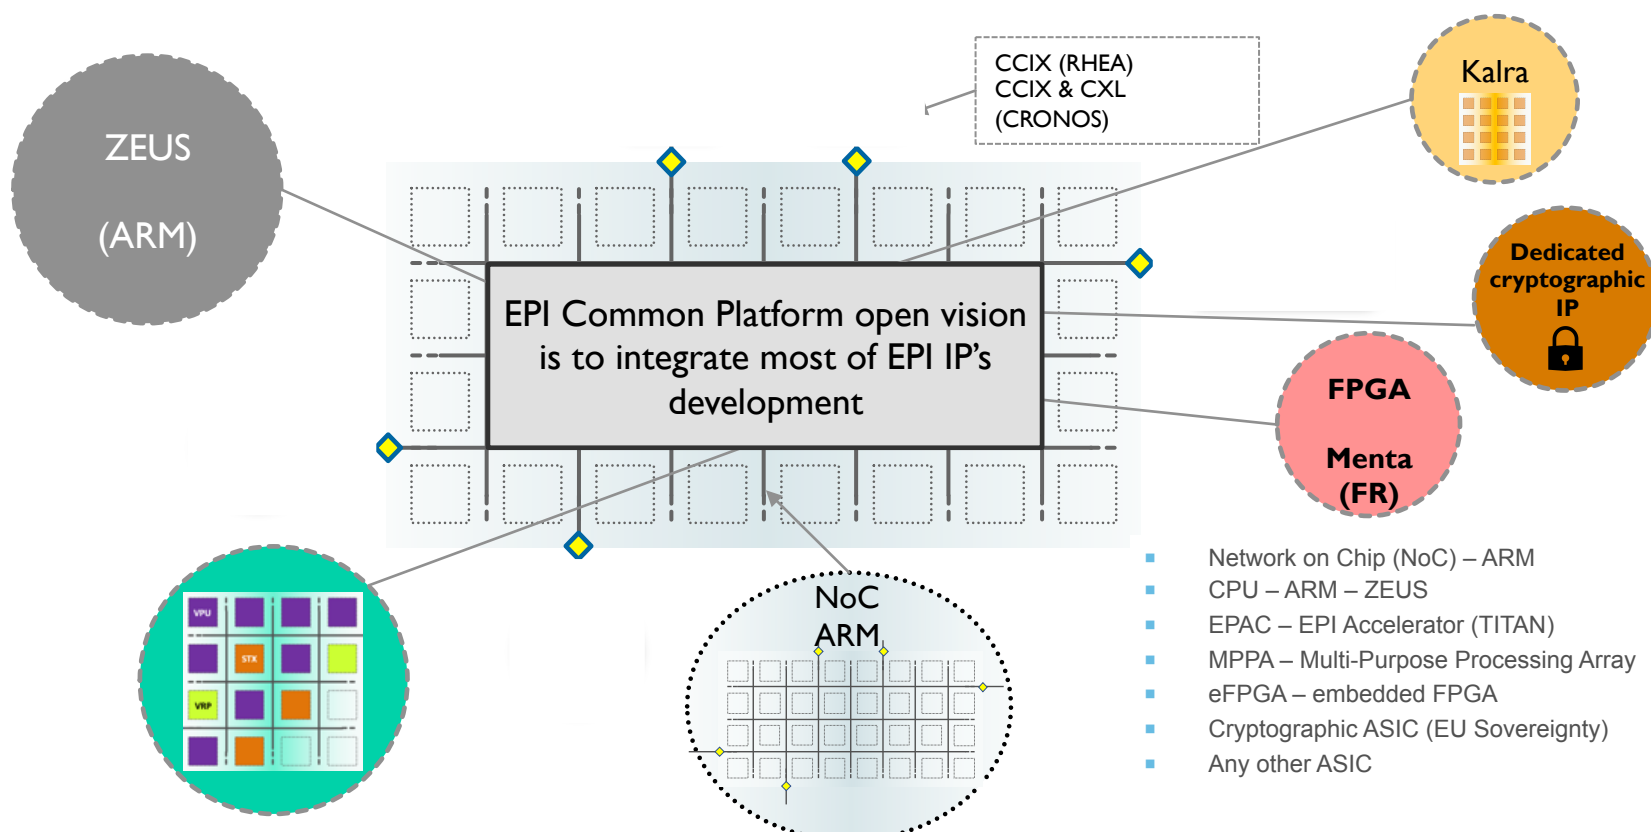 CCIX (RHEA)
CCIX & CXL
(CRONOS)
Kalra
ZEUS
(ARM)
Dedicated
cryptographic
IP
EPI Common Platform open vision
is to integrate most of EPI IP's
development
FPGA
Menta
(FR)
VPU
STX
VRP
NoC
ARM
Network on Chip (NoC) – ARM
CPU – ARM – ZEUS
EPAC – EPI Accelerator (TITAN)
MPPA – Multi-Purpose Processing Array
eFPGA – embedded FPGA
Cryptographic ASIC (EU Sovereignty)
Any other ASIC